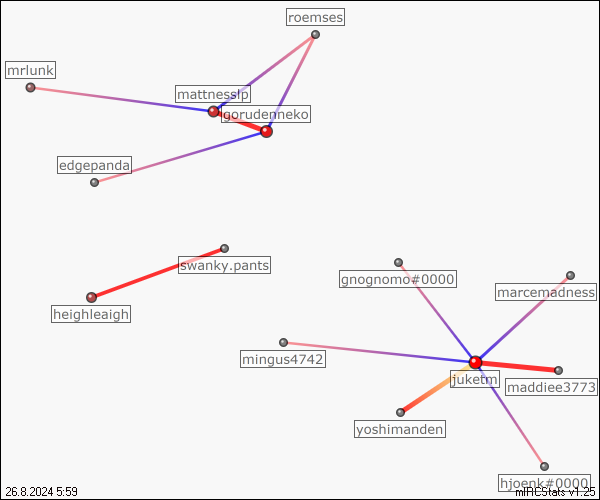 roemses
mrlunk
mattnesslp
gorudenneko
edgepanda
swanky.pants
gnognomo#0000
marcemadness
heighleaigh
mingus4742
juketm
maddiee3773
yoshimanden
hjoenk#0000
26.8.2024 5:59
mIRCStats v1.25